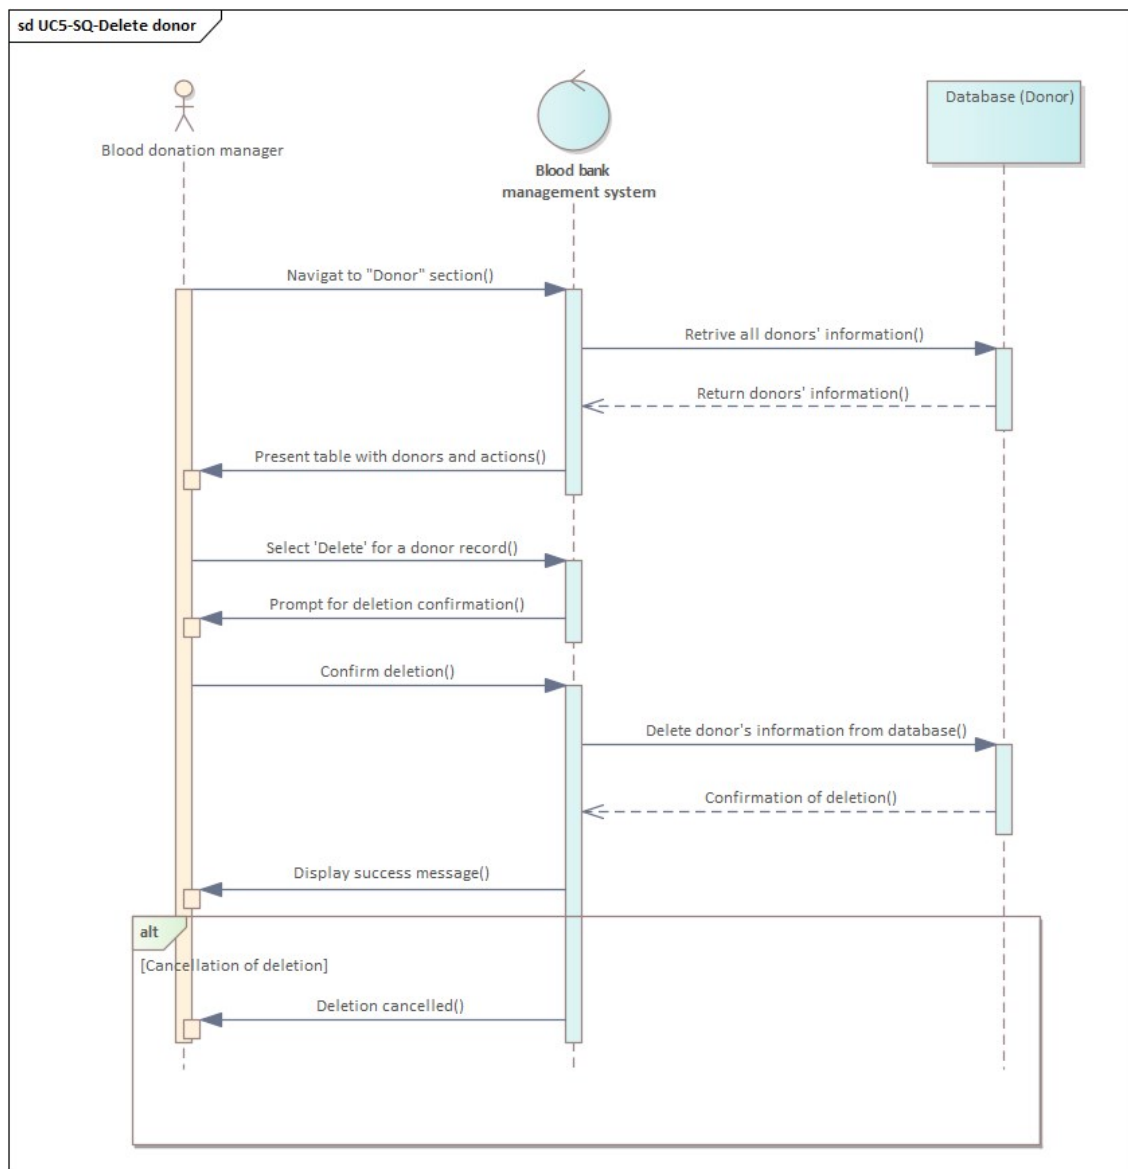 sd UC5-SQ-Delete donor
Blood donation manager
Blood bank
management system
Database (Donor)
Navigat to "Donor" section()
Retrive all donors' information()
Return donors' information()
Present table with donors and actions()
Select 'Delete' for a donor record()
Prompt for deletion confirmation()
Confirm deletion()
Delete donor's information from database()
Confirmation of deletion()
Display success message()
alt
[Cancellation of deletion]
Deletion cancelled()